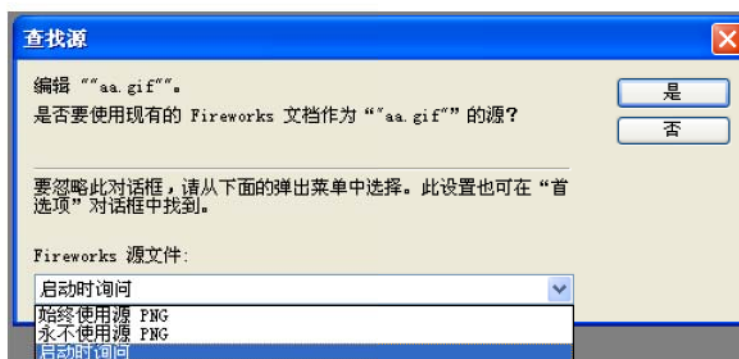 查找源
编辑 ""aa.gif""。
是
是否要使用现有的 Fireworks 文档作为 “"aa.gif"” 的源?
否
要忽略此对话框，请从下面的弹出菜单中选择。此设置也可在“首
选项”对话框中找到。
Fireworks 源文件:
启动时询问
始终使用源 PNG
永不使用源 PNG
启动时询问